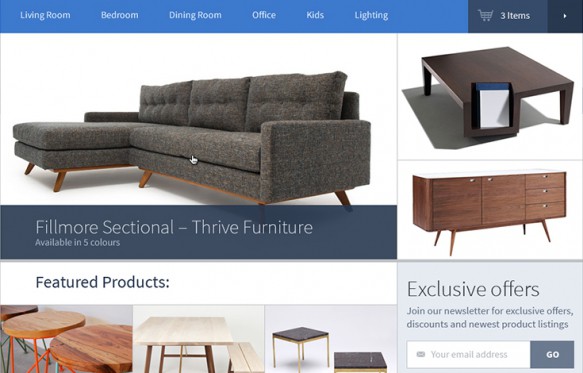 Living Room Bedroom Dining Room Office Kids Lighting 3 Items
Fillmore Sectional – Thrive Furniture
Available in 5 colours
Featured Products:
Exclusive offers
Join our newsletter for exclusive offers,
discounts and newest product listings
Your email address GO